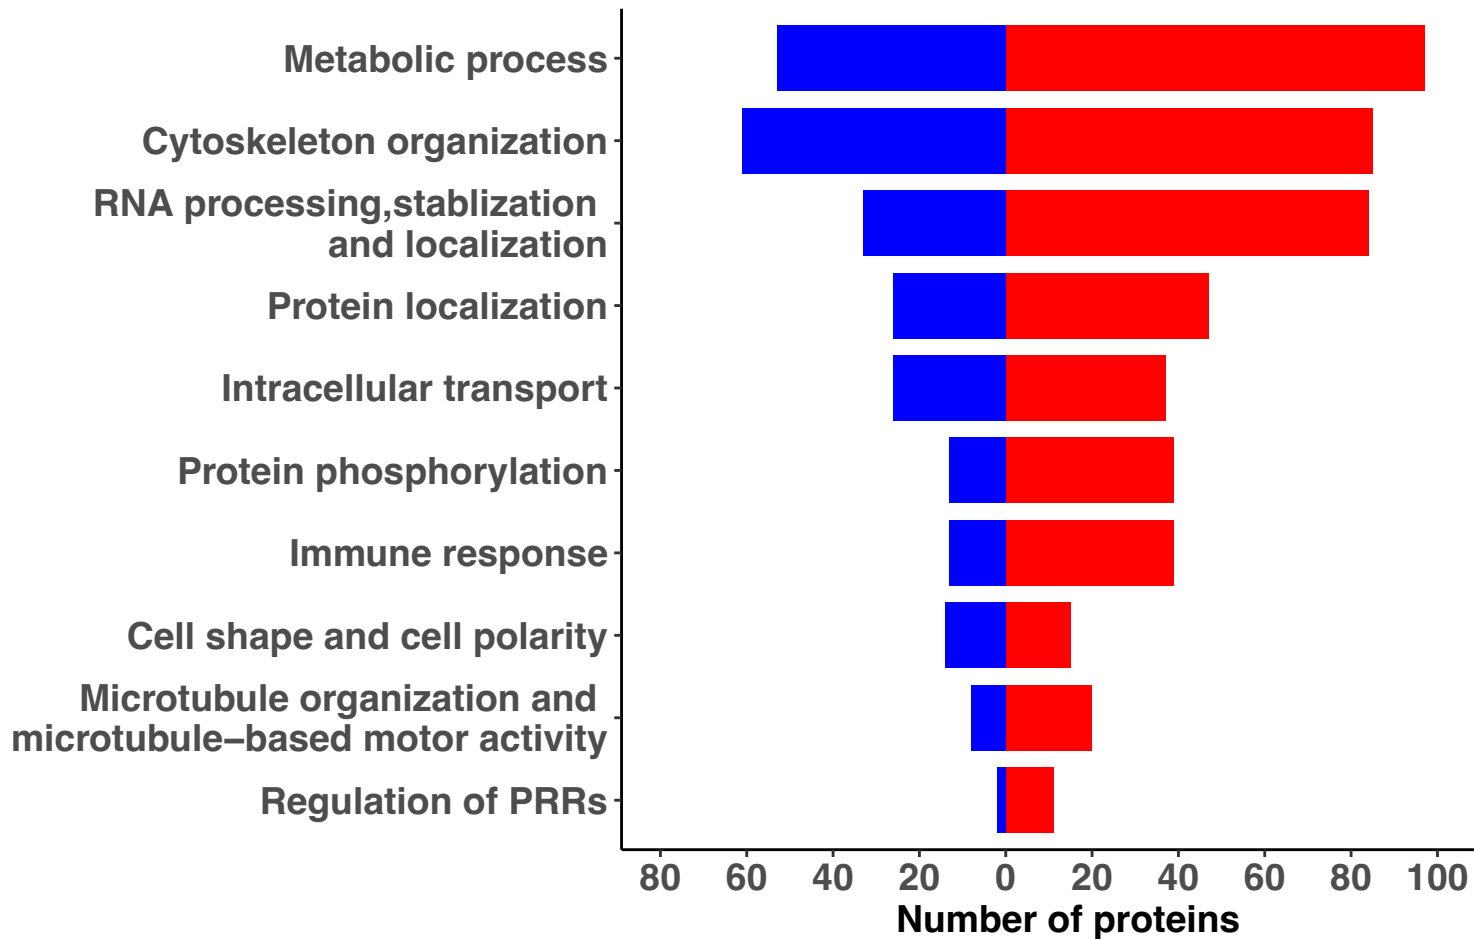 Metabolic process
Cytoskeleton organization
RNA processing,stablization
and localization
Protein localization
Intracellular transport
Protein phosphorylation
Immune response
Cell shape and cell polarity
Microtubule organization and
microtubule−based motor activity
Regulation of PRRs
80 60 40 20 0 20 40 60 80 100
Number of proteins